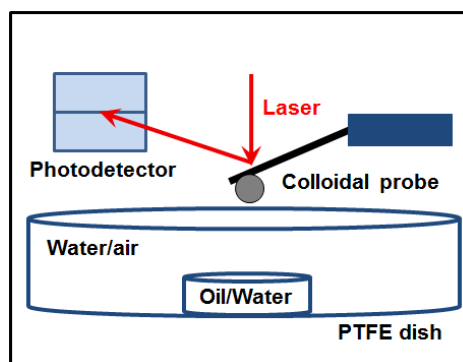 Laser
Photodetector
Colloidal probe
Water/air
Oil/Water
PTFE dish